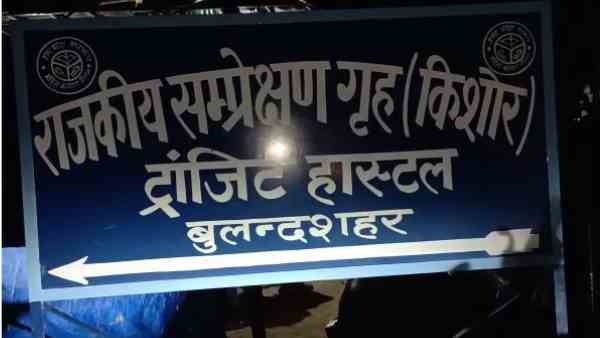 राजकीय सम्प्रेक्षण गृह (किशोर)
ट्रांजिट हास्टल
बुलन्दशहर